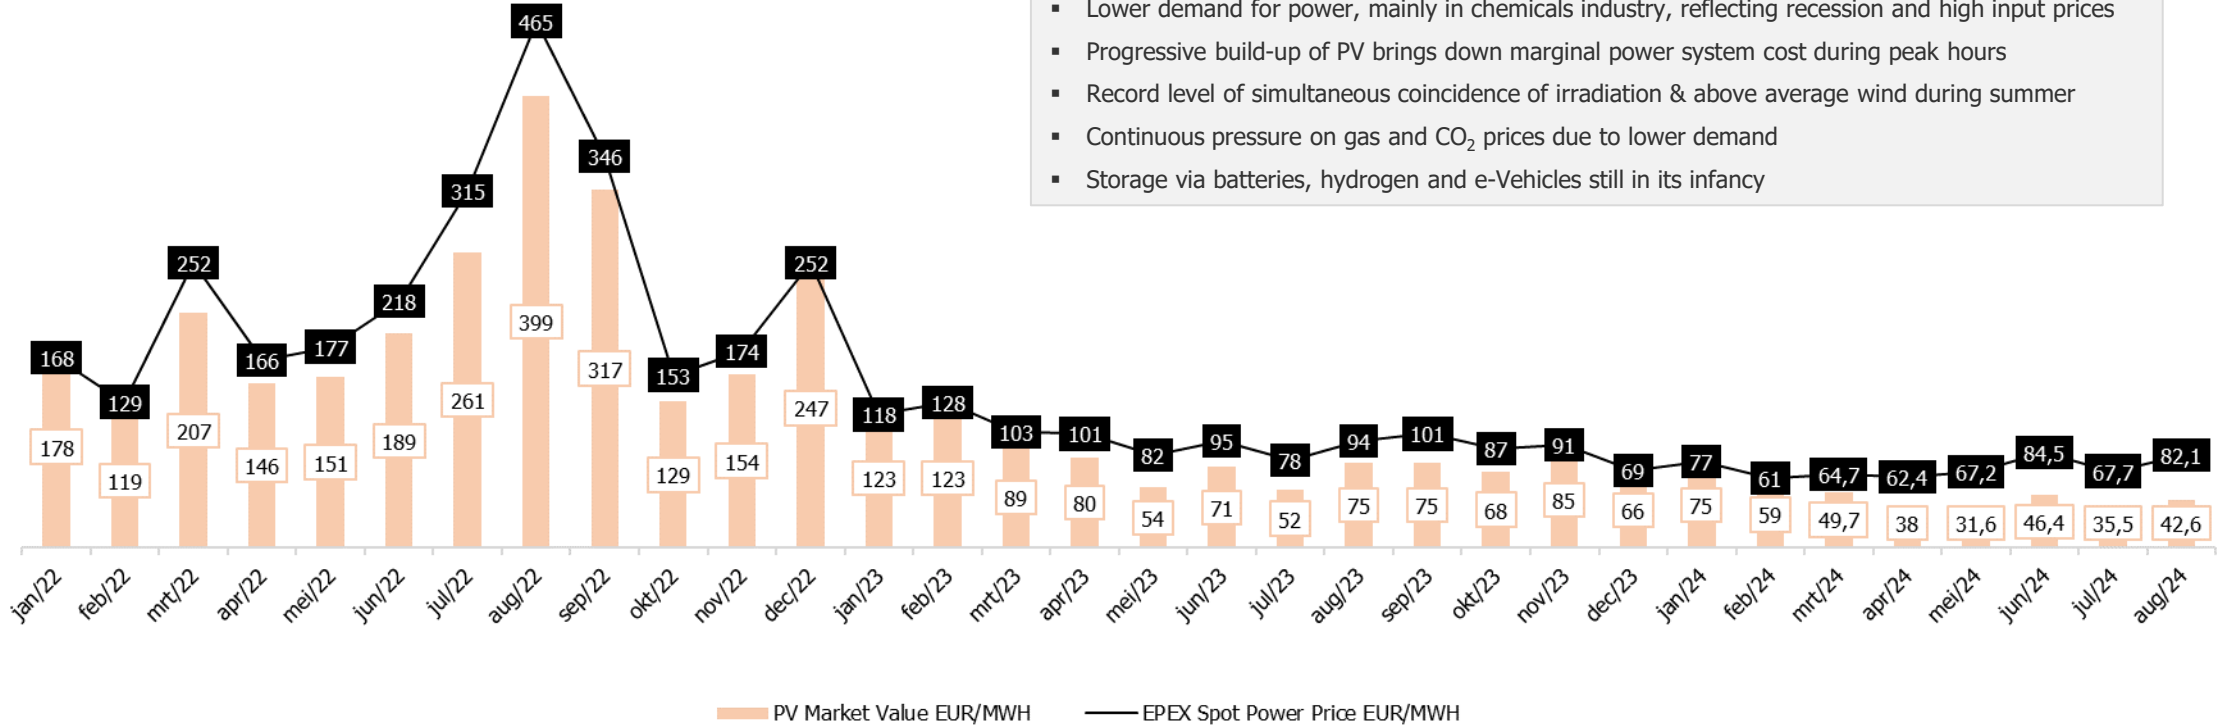 ▪ Lower demand for power, mainly in chemicals industry, reflecting recession and high input prices
▪ Progressive build-up of PV brings down marginal power system cost during peak hours
▪ Record level of simultaneous coincidence of irradiation & above average wind during summer
▪ Continuous pressure on gas and CO₂ prices due to lower demand
▪ Storage via batteries, hydrogen and e-Vehicles still in its infancy
168 129 252 166 177 218 315 465 346 153 174 252 118 128 103 101 82 95 78 94 101 87 91 69 77 61 64,7 62,4 67,2 84,5 67,7 82,1
178 119 207 146 151 189 261 399 317 129 154 247 123 123 89 80 54 71 52 75 75 68 85 66 75 59 49,7 38 31,6 46,4 35,5 42,6
jan/22 feb/22 mrt/22 apr/22 mei/22 jun/22 jul/22 aug/22 sep/22 okt/22 nov/22 dec/22 jan/23 feb/23 mrt/23 apr/23 mei/23 jun/23 jul/23 aug/23 sep/23 okt/23 nov/23 dec/23 jan/24 feb/24 mrt/24 apr/24 mei/24 jun/24 jul/24 aug/24
PV Market Value EUR/MWH EPEX Spot Power Price EUR/MWH